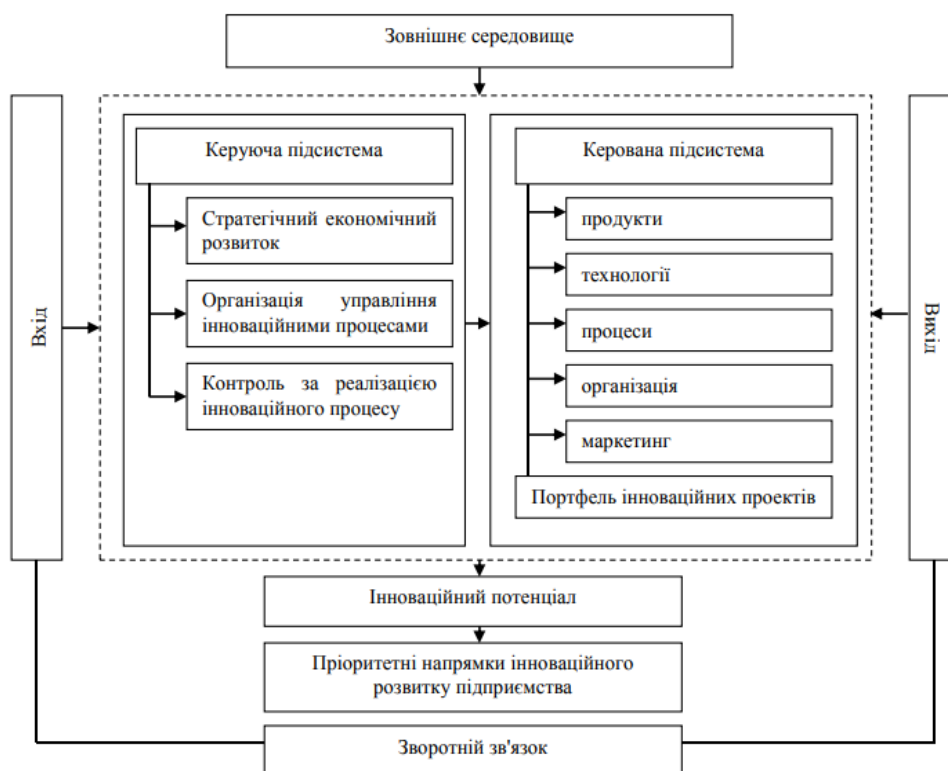 Зовнішнє середовище
Вхід
Керуюча підсистема
Стратегічний економічний
розвиток
Організація управління
інноваційними процесами
Контроль за реалізацією
інноваційного процесу
Керована підсистема
продукти
технології
процеси
організація
маркетинг
Портфель інноваційних проектів
Вихід
Інноваційний потенціал
Пріоритетні напрямки інноваційного
розвитку підприємства
Зворотній зв'язок